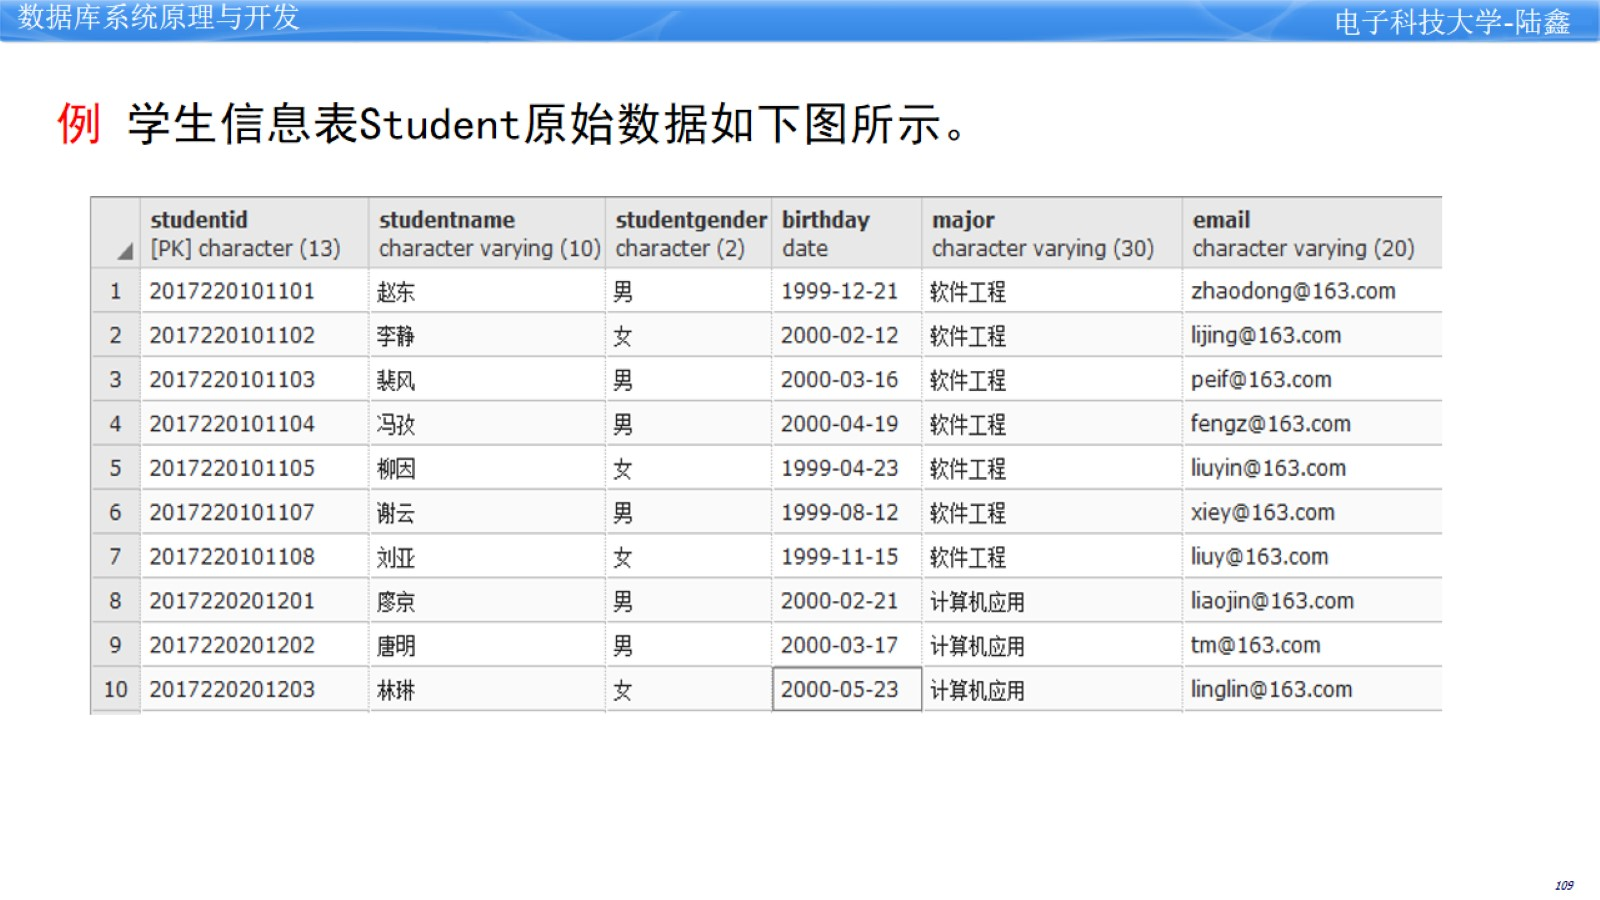 数据库系统原理与开发
电子科技大学-陆鑫
例 学生信息表Student原始数据如下图所示。
studentid studentname studentgender birthday major email
[PK] character (13) character varying (10) character (2) date character varying (30) character varying (20)
1 2017220101101 赵东 男 1999-12-21 软件工程 zhaodong@163.com
2 2017220101102 李静 女 2000-02-12 软件工程 lijing@163.com
3 2017220101103 裴风 男 2000-03-16 软件工程 peif@163.com
4 2017220101104 冯孜 男 2000-04-19 软件工程 fengz@163.com
5 2017220101105 柳因 女 1999-04-23 软件工程 liuyin@163.com
6 2017220101107 谢云 男 1999-08-12 软件工程 xiey@163.com
7 2017220101108 刘亚 女 1999-11-15 软件工程 liuy@163.com
8 2017220201201 廖京 男 2000-02-21 计算机应用 liaojin@163.com
9 2017220201202 唐明 男 2000-03-17 计算机应用 tm@163.com
10 2017220201203 林琳 女 2000-05-23 计算机应用 linglin@163.com
109